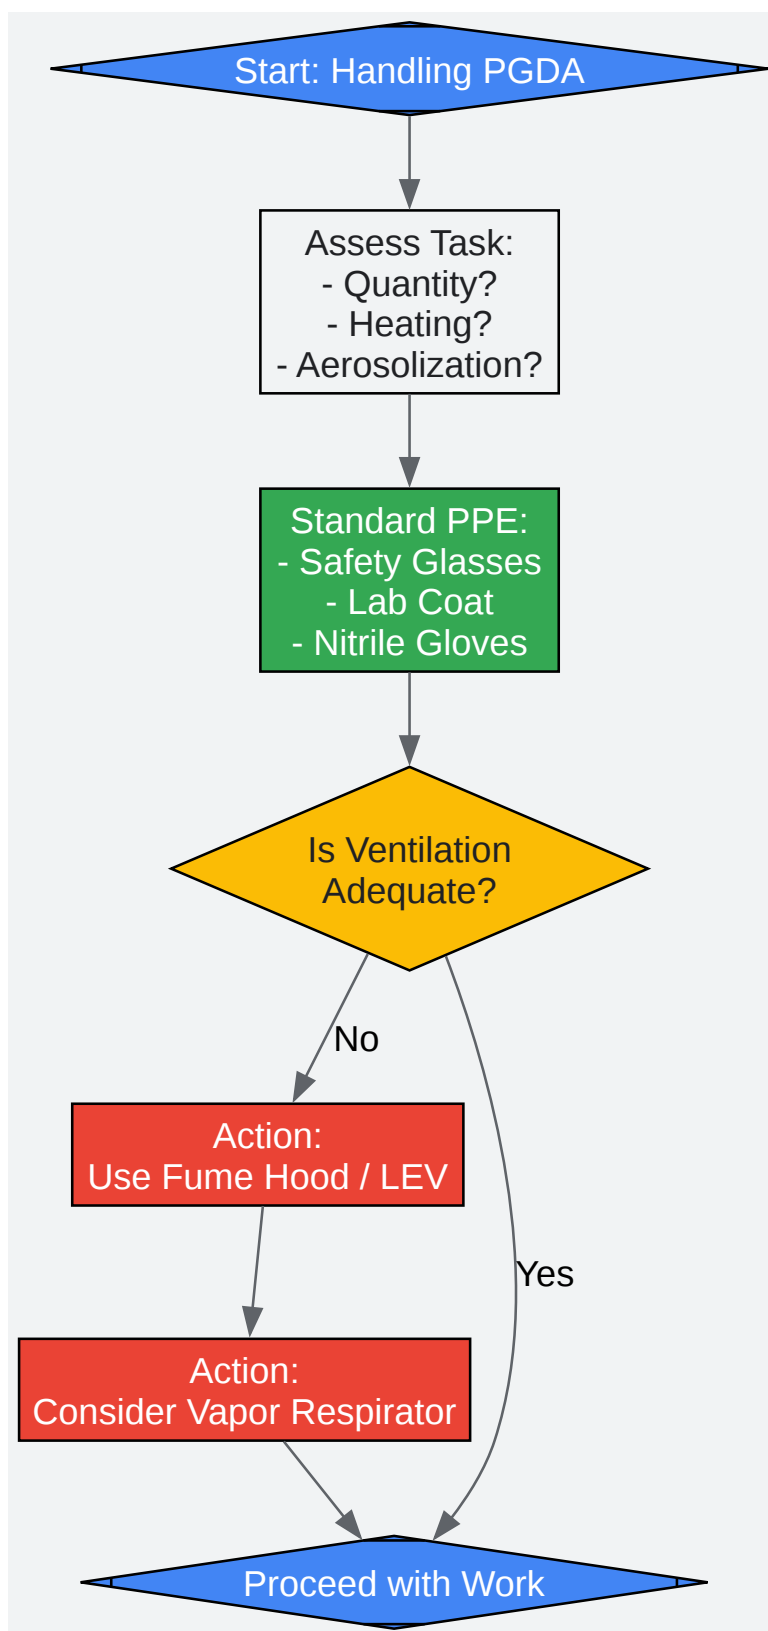 Start: Handling PGDA
Assess Task:
- Quantity?
- Heating?
- Aerosolization?
Standard PPE:
- Safety Glasses
- Lab Coat
- Nitrile Gloves
Is Ventilation
Adequate?
No
Action:
Use Fume Hood / LEV
Yes
Action:
Consider Vapor Respirator
Proceed with Work